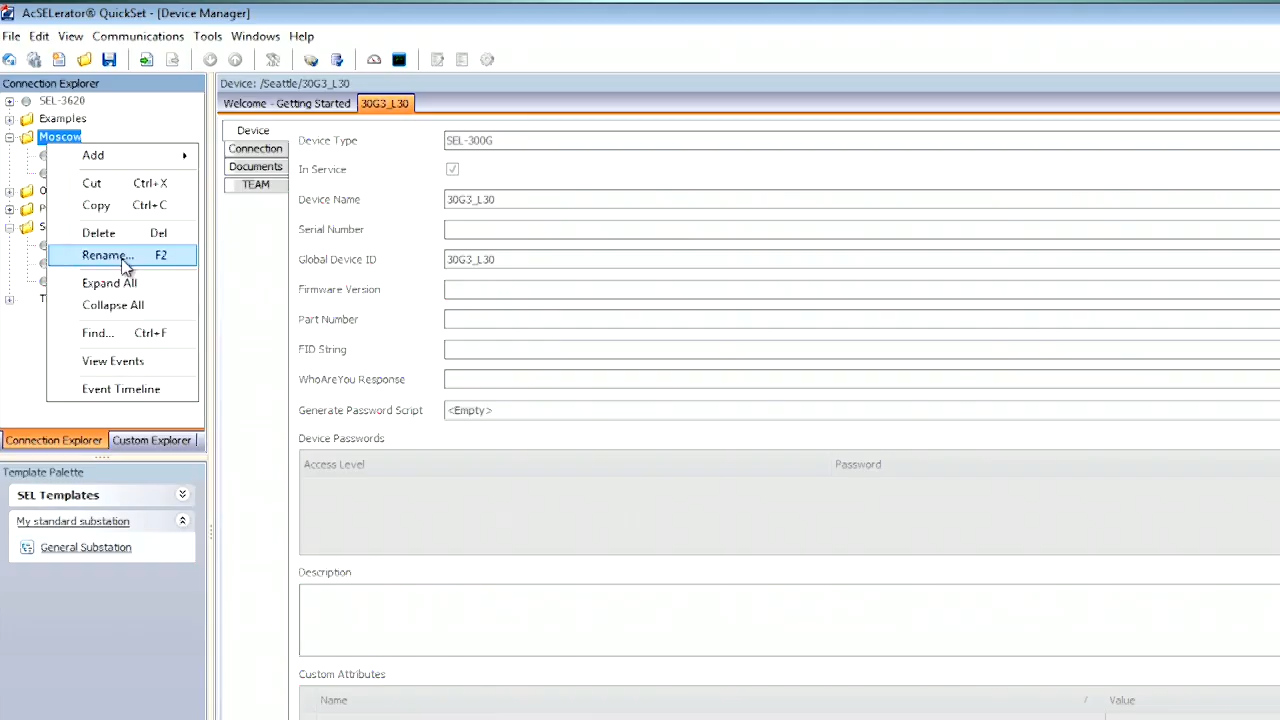 AcSELerator® QuickSet - [Device Manager]
File Edit View Communications Tools Windows Help
Connection Explorer
SEL-3620
Examples
Moscow
Add
Cut Ctrl+X
Copy Ctrl+C
Delete Del
Rename... F2
Expand All
Collapse All
Find... Ctrl+F
View Events
Event Timeline
Connection Explorer Custom Explorer
Template Palette
SEL Templates
My standard substation
General Substation
Device: /Seattle/30G3_L30
Welcome - Getting Started 30G3_L30
Device
Connection
Documents
TEAM
Device Type SEL-300G
In Service
Device Name 30G3_L30
Serial Number
Global Device ID 30G3_L30
Firmware Version
Part Number
FID String
WhoAreYou Response
Generate Password Script <Empty>
Device Passwords
Access Level Password
Description
Custom Attributes
Name / Value